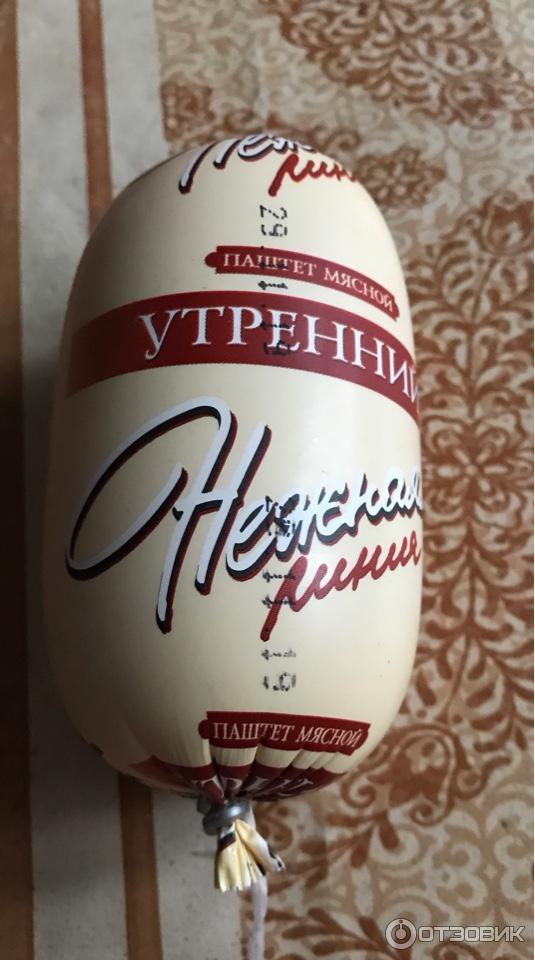 Нежная
линия
ПАШТЕТ МЯСНОЙ
УТРЕННИЙ
Нежная
линия
ПАШТЕТ МЯСНОЙ
ОТЗОВИК